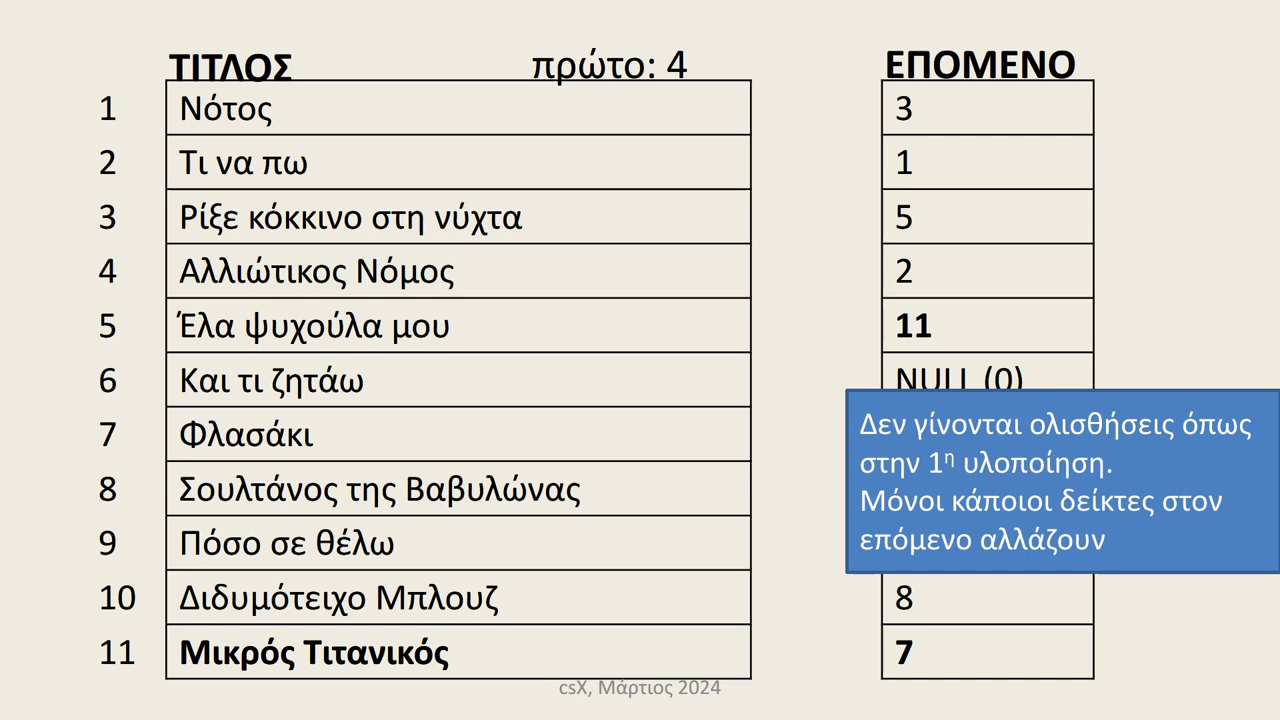 ΤΙΤΛΟΣ πρώτο: 4 ΕΠΟΜΕΝΟ
1 Νότος 3
2 Τι να πω 1
3 Ρίξε κόκκινο στη νύχτα 5
4 Αλλιώτικος Νόμος 2
5 Έλα ψυχούλα μου 11
6 Και τι ζητάω NULL (0)
7 Φλασάκι
8 Σουλτάνος της Βαβυλώνας
9 Πόσο σε θέλω
Δεν γίνονται ολισθήσεις όπως
στην 1η υλοποίηση.
Μόνοι κάποιοι δείκτες στον
επόμενο αλλάζουν
10 Διδυμότειχο Μπλουζ 8
11 Μικρός Τιτανικός 7
csX, Μάρτιος 2024